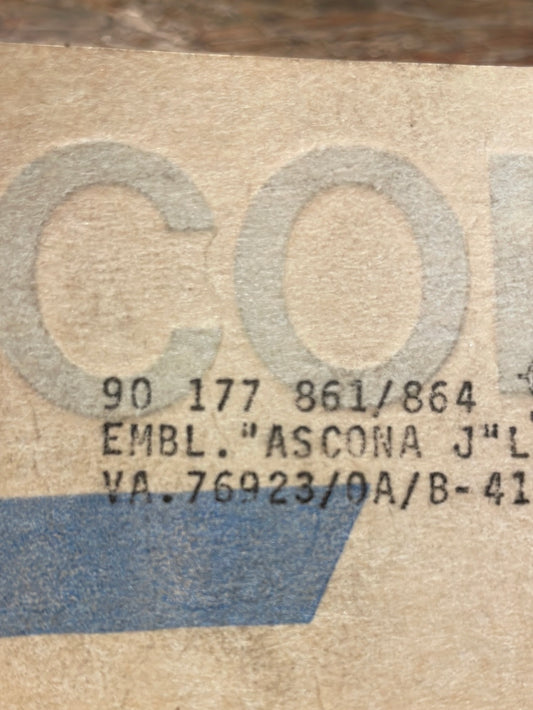 CO
90 177 861/864
EMBL."ASCONA J"L
VA.76923/0A/B-41